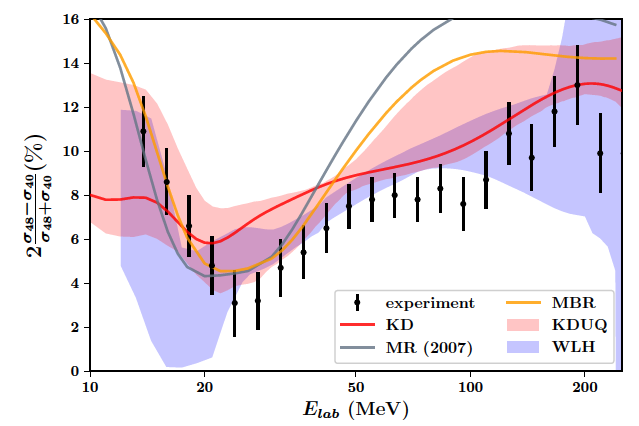 16
14
12
10
8
6
4
2
0
2 σ₄₈−σ₄₀ / σ₄₈+σ₄₀ (%)
10 20 50 100 200
E_lab (MeV)
experiment
KD
MR (2007)
MBR
KDUQ
WLH